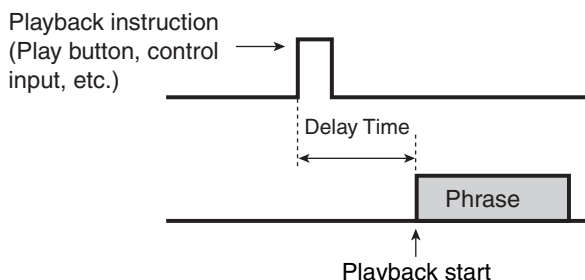 Playback instruction
(Play button, control
input, etc.)
Delay Time
Phrase
Playback start